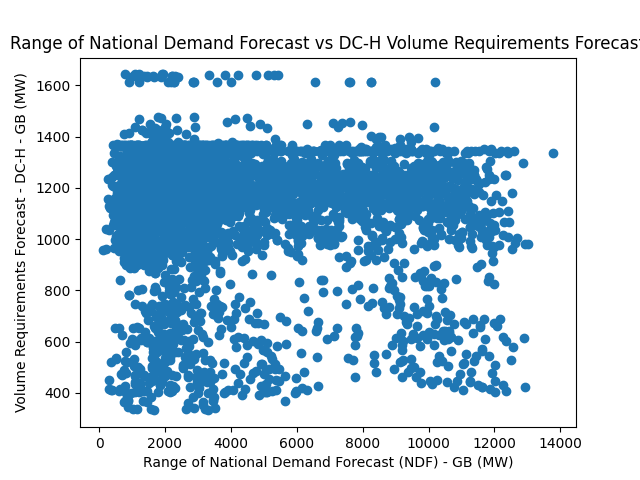 Range of National Demand Forecast vs DC-H Volume Requirements Forecast
1600
1400
1200
1000
800
600
400
Volume Requirements Forecast - DC-H - GB (MW)
0 2000 4000 6000 8000 10000 12000 14000
Range of National Demand Forecast (NDF) - GB (MW)